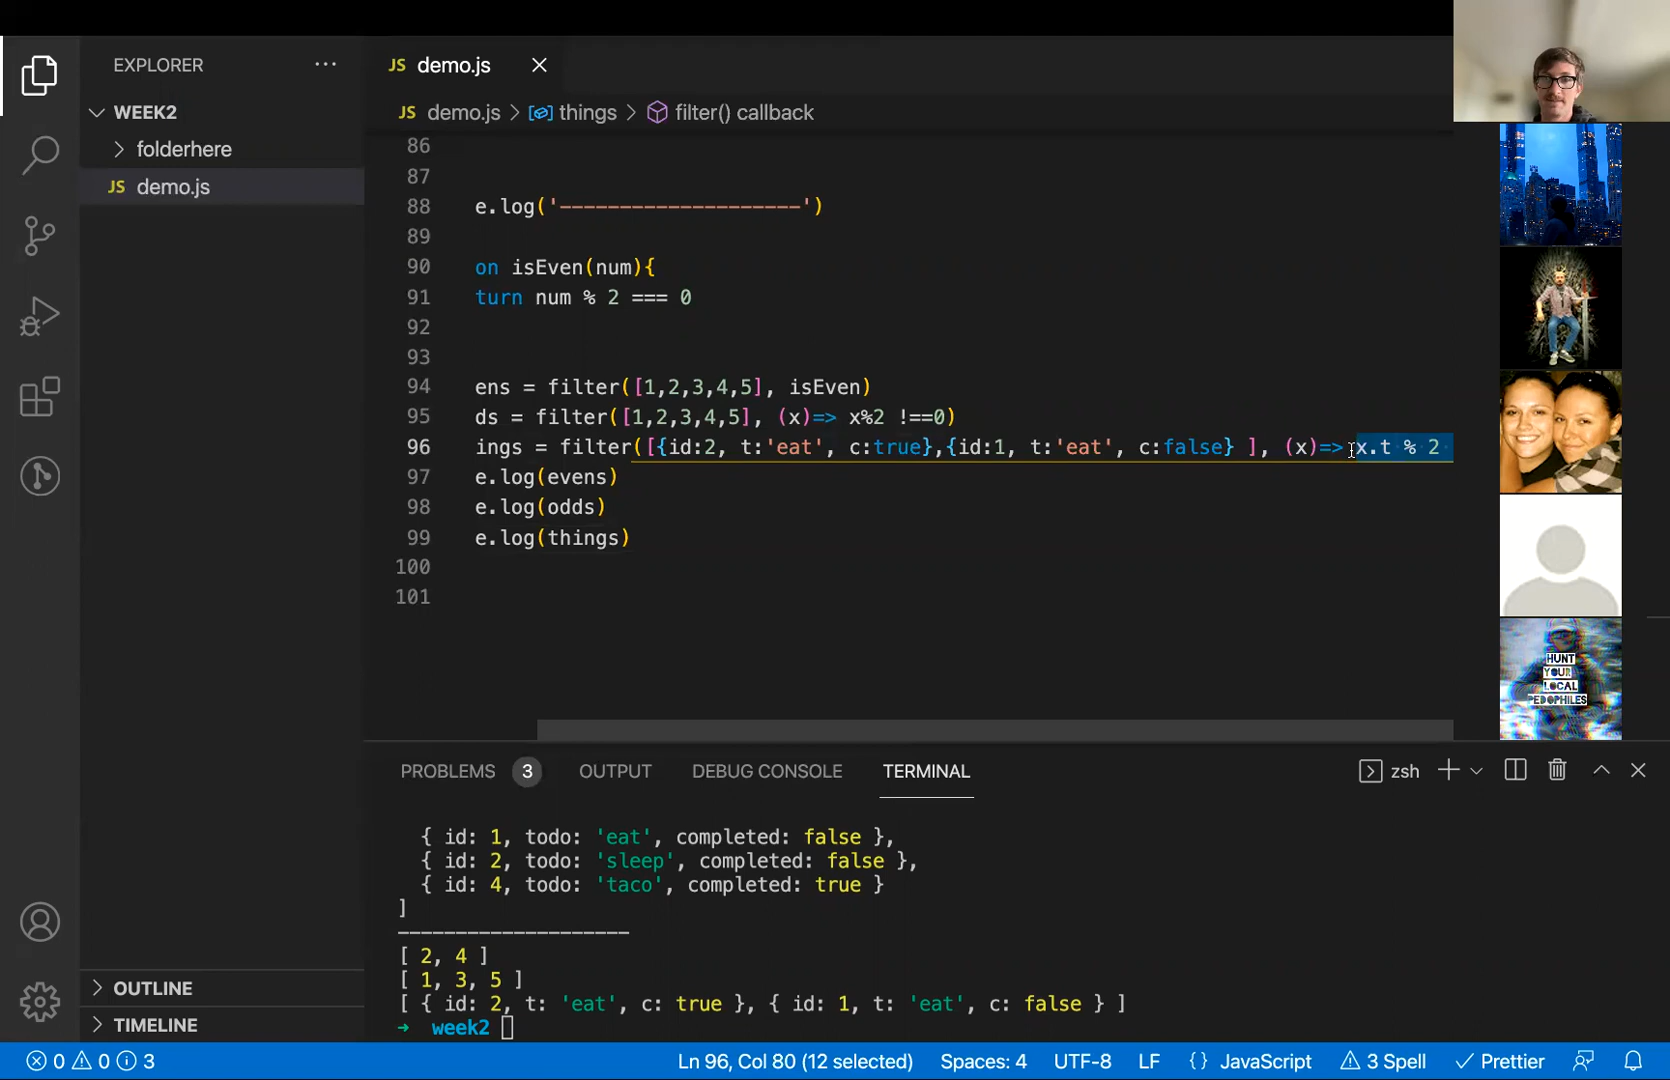 EXPLORER
···
JS demo.js
WEEK2
JS demo.js > things > filter() callback
folderhere
JS demo.js
86
87
88 e.log('--------------------')
89
90 on isEven(num){
91 turn num % 2 === 0
92
93
94 ens = filter([1,2,3,4,5], isEven)
95 ds = filter([1,2,3,4,5], (x)=> x%2 !==0)
96 ings = filter([{id:2, t:'eat', c:true},{id:1, t:'eat', c:false} ], (x)=> x.t % 2
97 e.log(evens)
98 e.log(odds)
99 e.log(things)
100
101
HUNT
YOUR
LOCAL
PEDOPHILES
PROBLEMS 3 OUTPUT DEBUG CONSOLE TERMINAL
zsh
{ id: 1, todo: 'eat', completed: false },
{ id: 2, todo: 'sleep', completed: false },
{ id: 4, todo: 'taco', completed: true }
]
--------------------
[ 2, 4 ]
[ 1, 3, 5 ]
[ { id: 2, t: 'eat', c: true }, { id: 1, t: 'eat', c: false } ]
→ week2
OUTLINE
TIMELINE
0 0 3 Ln 96, Col 80 (12 selected) Spaces: 4 UTF-8 LF {} JavaScript 3 Spell Prettier